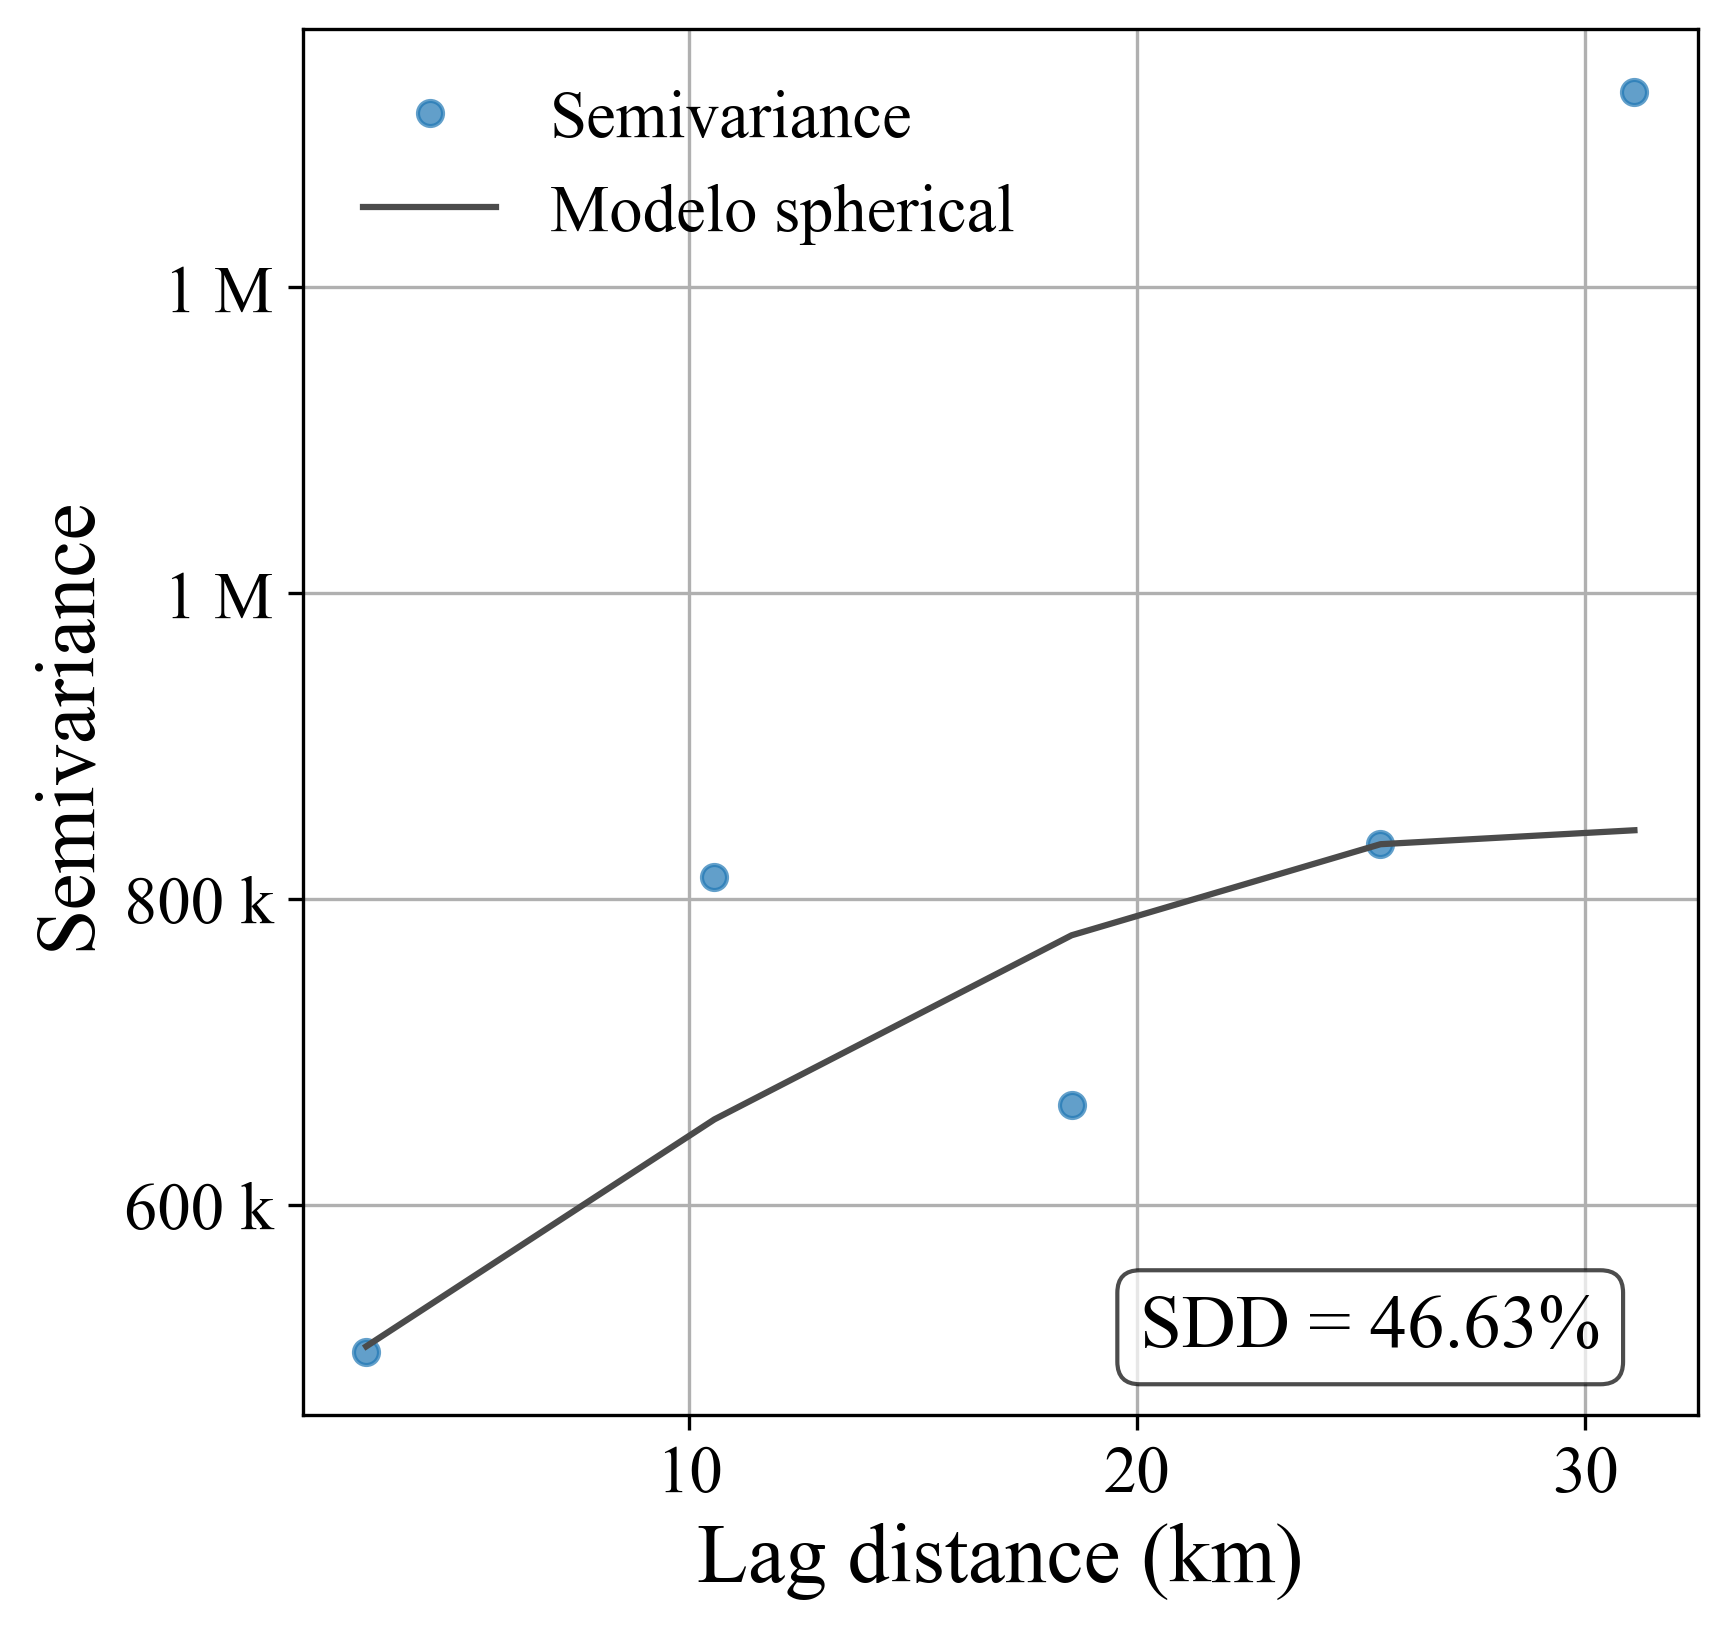 Semivariance
Modelo spherical
1 M
1 M
800 k
600 k
Semivariance
SDD = 46.63%
10
20
30
Lag distance (km)